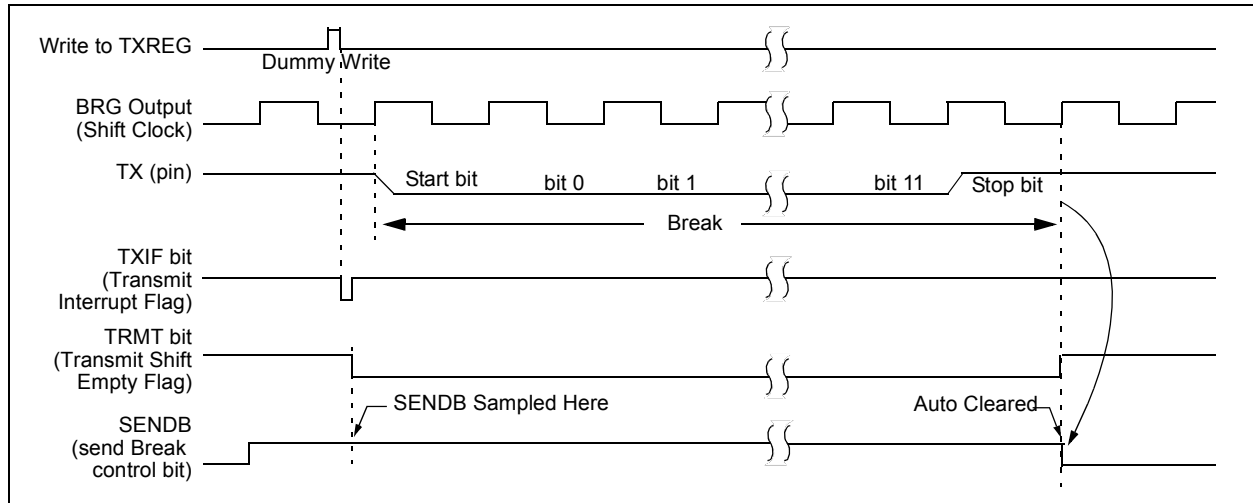 Write to TXREG
Dummy Write
BRG Output
(Shift Clock)
TX (pin)
Start bit
bit 0
bit 1
bit 11
Stop bit
Break
TXIF bit
(Transmit
Interrupt Flag)
TRMT bit
(Transmit Shift
Empty Flag)
SENDB Sampled Here
Auto Cleared
SENDB
(send Break
control bit)